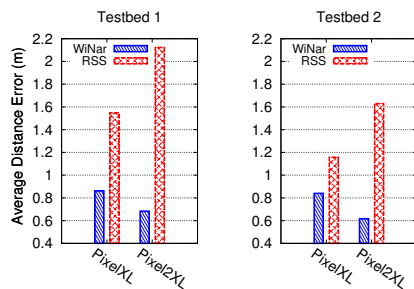 Testbed 1
Average Distance Error (m)
2.2
2
1.8
1.6
1.4
1.2
1
0.8
0.6
0.4
WiNar
RSS
PixelXL
Pixel2XL
Testbed 2
2.2
2
1.8
1.6
1.4
1.2
1
0.8
0.6
0.4
WiNar
RSS
PixelXL
Pixel2XL